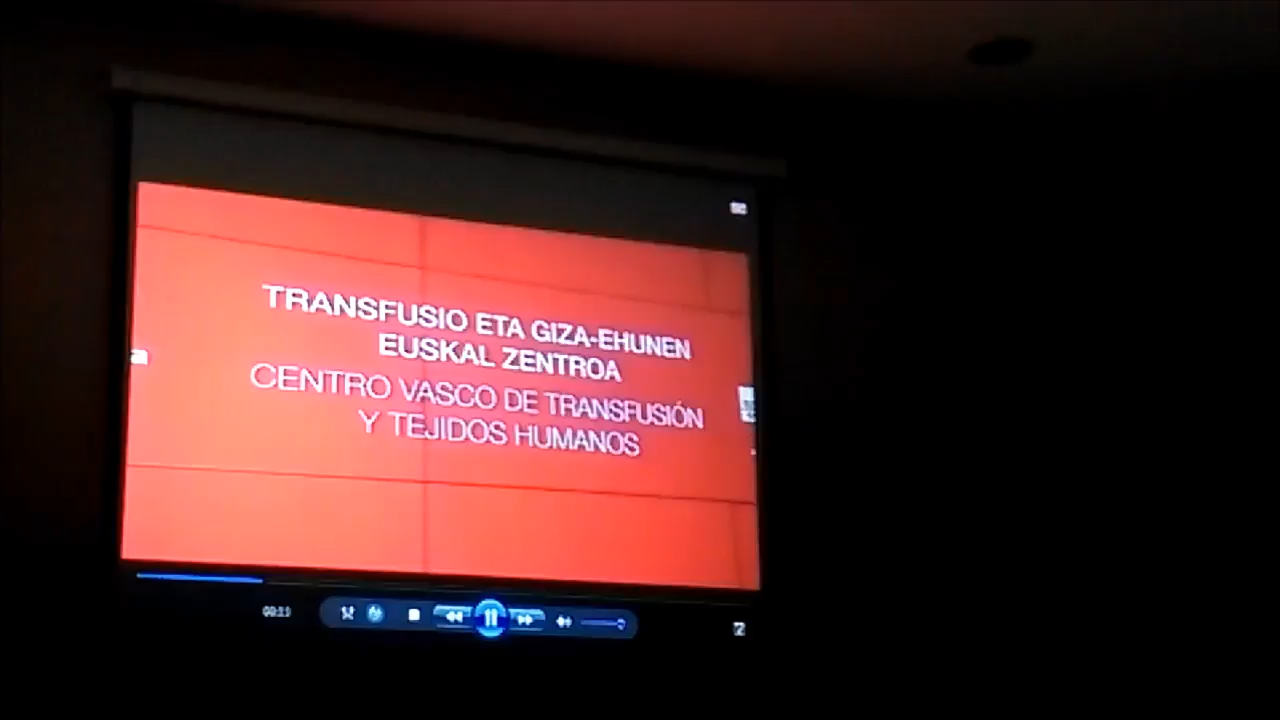 TRANSFUSIO ETA GIZA-EHUNEN
EUSKAL ZENTROA
CENTRO VASCO DE TRANSFUSIÓN
Y TEJIDOS HUMANOS